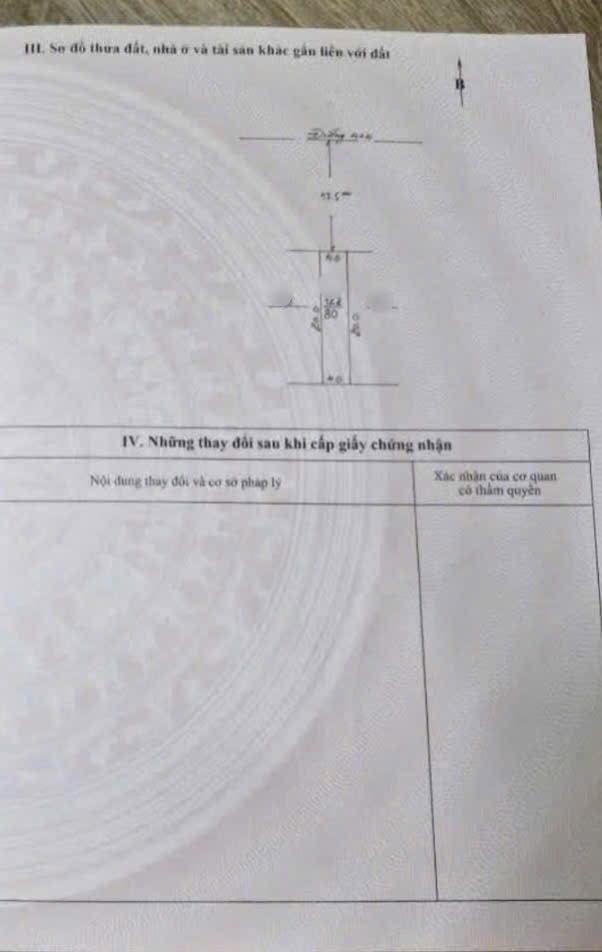 III. Sơ đồ thửa đất, nhà ở và tài sản khác gắn liền với đất
B
Đường
4.0
80
20.0
20.0
4.0
IV. Những thay đổi sau khi cấp giấy chứng nhận
Nội dung thay đổi và cơ sở pháp lý
Xác nhận của cơ quan
có thẩm quyền